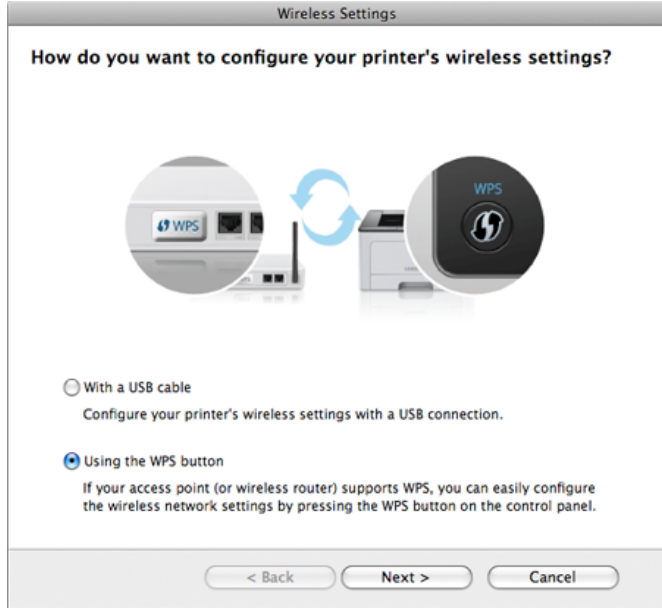 Wireless Settings
How do you want to configure your printer's wireless settings?
WPS
WPS
With a USB cable
Configure your printer's wireless settings with a USB connection.
Using the WPS button
If your access point (or wireless router) supports WPS, you can easily configure
the wireless network settings by pressing the WPS button on the control panel.
< Back
Next >
Cancel